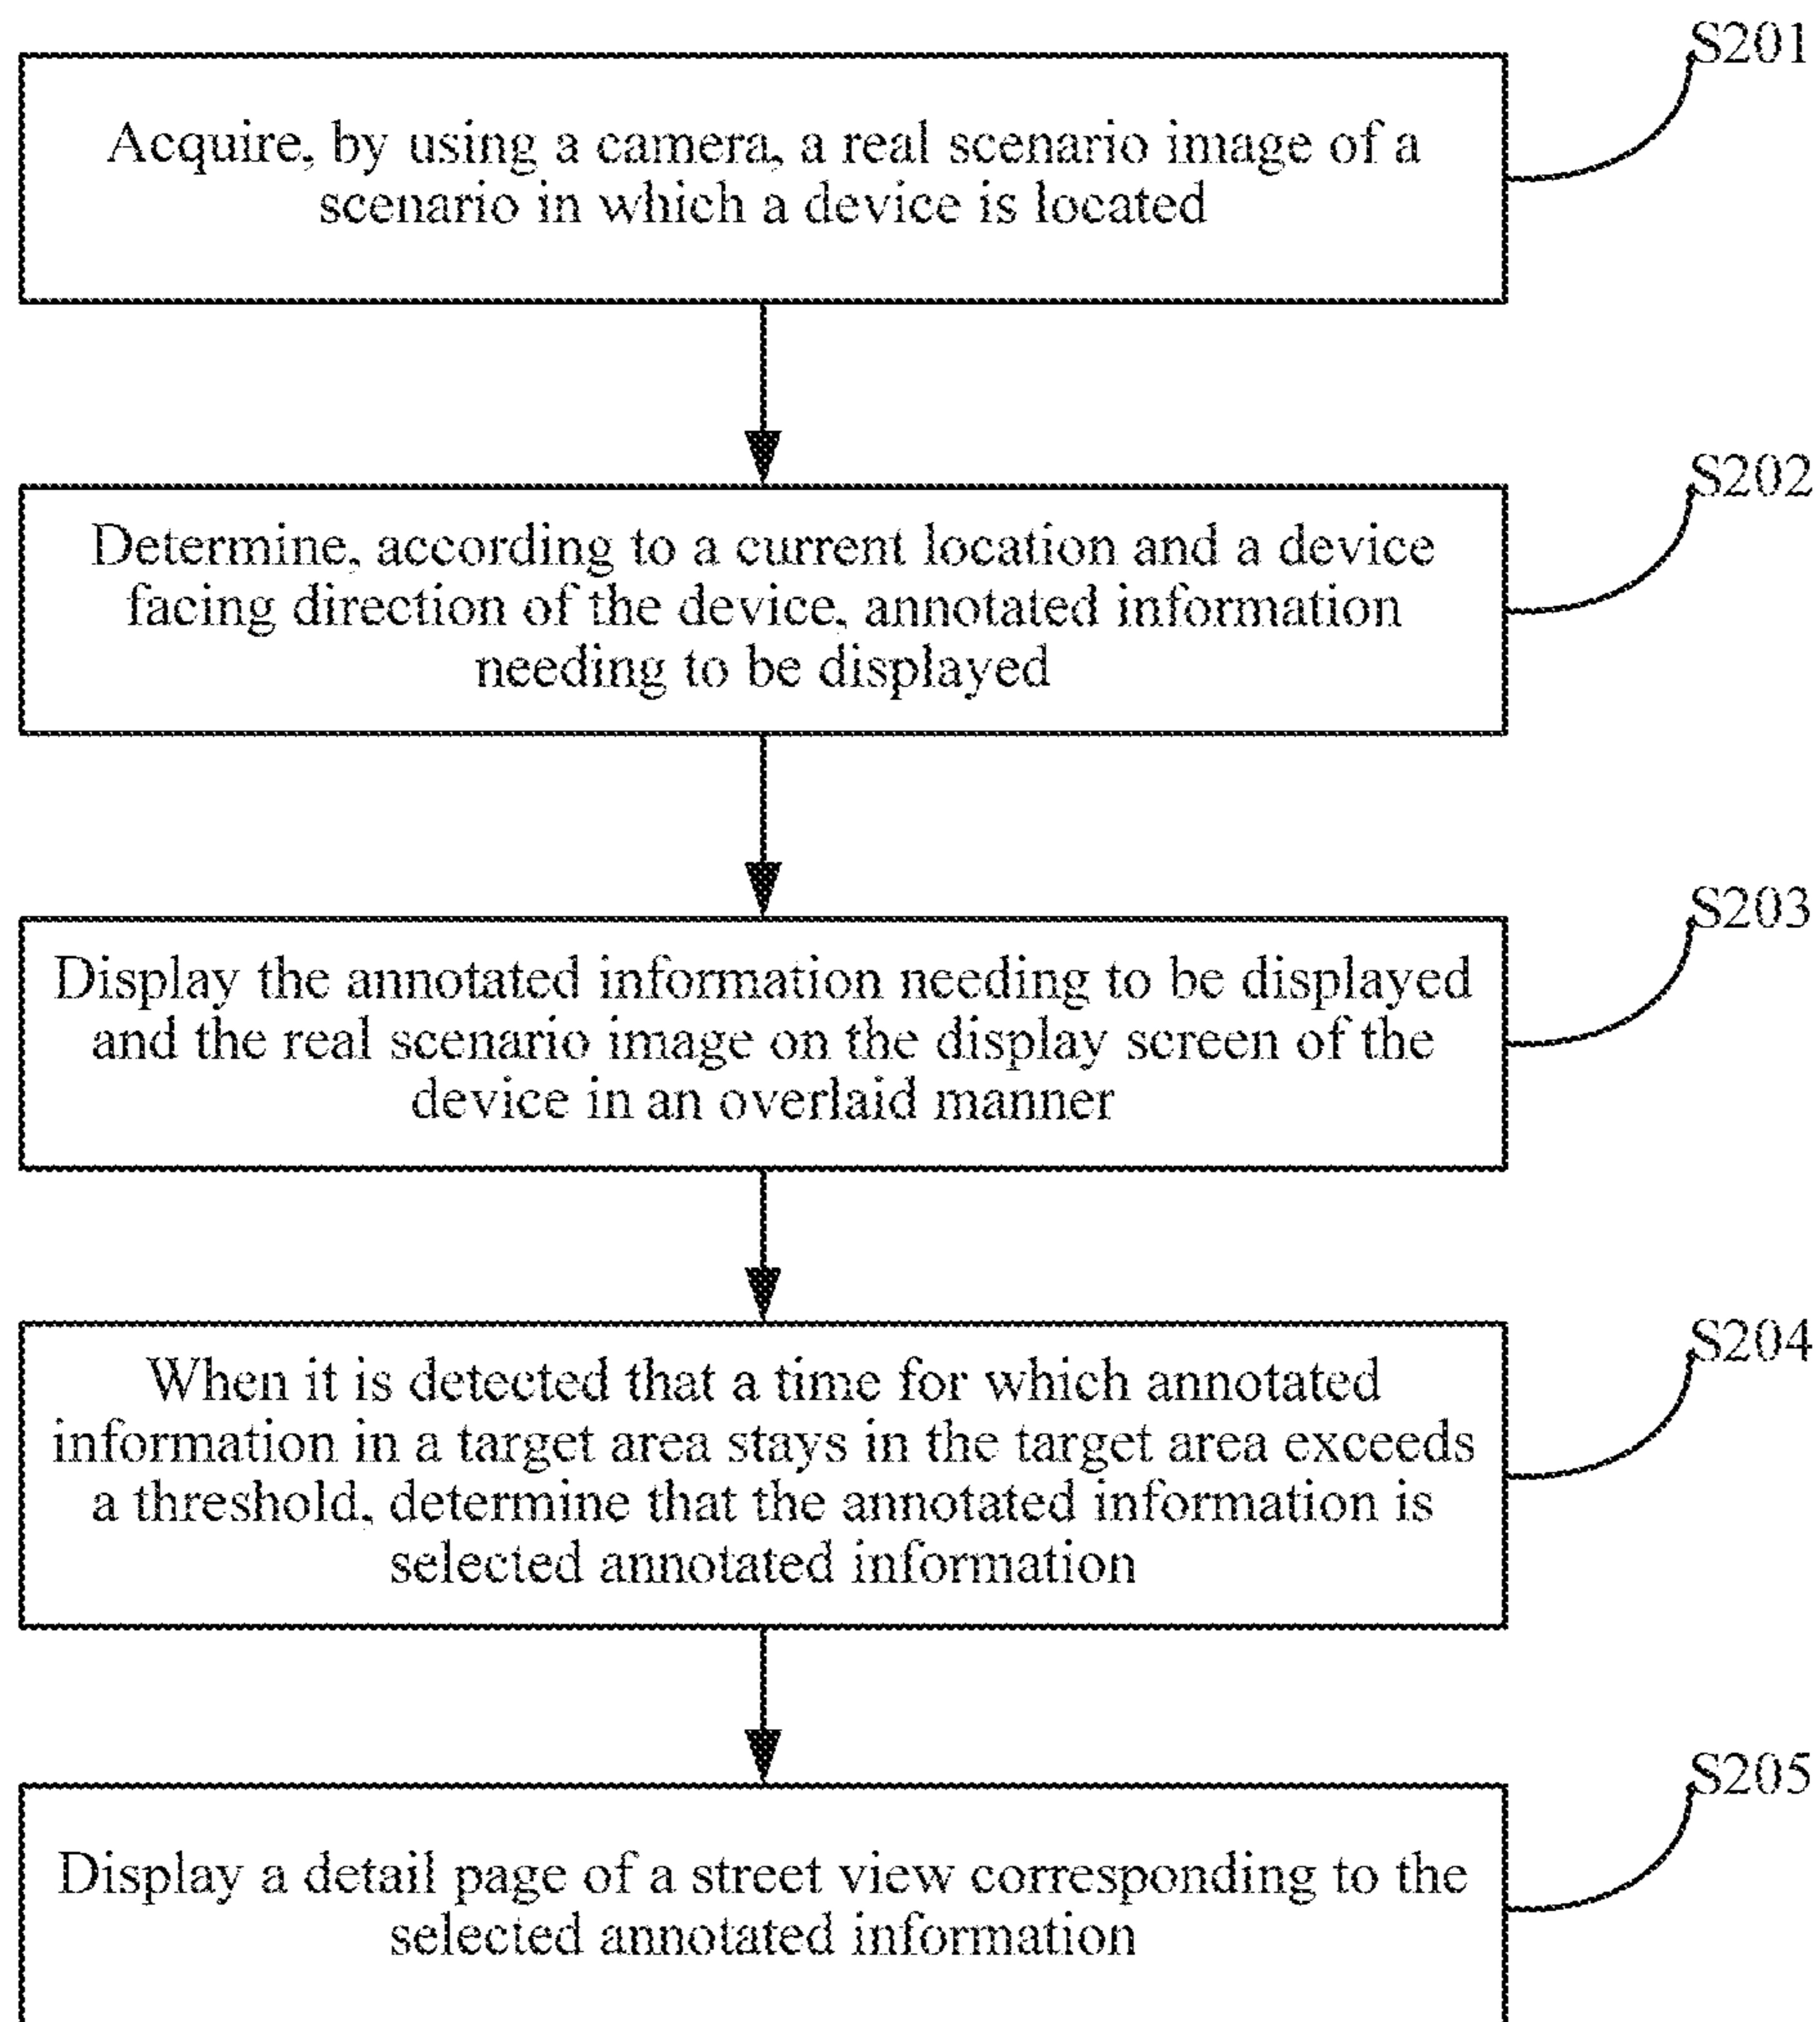 S201
Acquire, by using a camera, a real scenario image of a
scenario in which a device is located
S202
Determine, according to a current location and a device
facing direction of the device, annotated information
needing to be displayed
S203
Display the annotated information needing to be displayed
and the real scenario image on the display screen of the
device in an overlaid manner
S204
When it is detected that a time for which annotated
information in a target area stays in the target area exceeds
a threshold, determine that the annotated information is
selected annotated information
S205
Display a detail page of a street view corresponding to the
selected annotated information